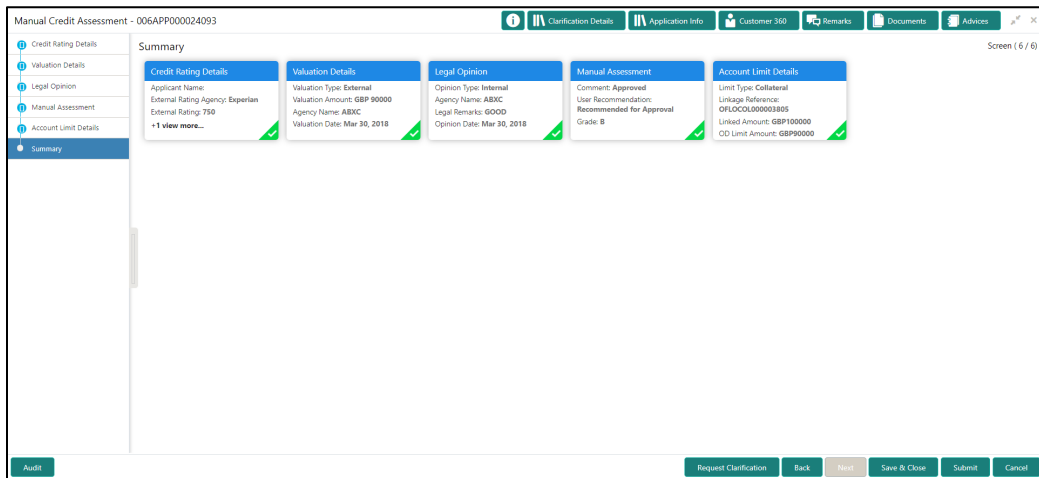 Manual Credit Assessment - 006APP000024093
i
Clarification Details
Application Info
Customer 360
Remarks
Documents
Advices
Credit Rating Details
Valuation Details
Legal Opinion
Manual Assessment
Account Limit Details
Summary
Summary
Screen ( 6 / 6)
Credit Rating Details
Applicant Name:
External Rating Agency: Experian
External Rating: 750
+1 view more...
Valuation Details
Valuation Type: External
Valuation Amount: GBP 90000
Agency Name: ABXC
Valuation Date: Mar 30, 2018
Legal Opinion
Opinion Type: Internal
Agency Name: ABXC
Legal Remarks: GOOD
Opinion Date: Mar 30, 2018
Manual Assessment
Comment: Approved
User Recommendation:
Recommended for Approval
Grade: B
Account Limit Details
Limit Type: Collateral
Linkage Reference:
OFLOCOL000003805
Linked Amount: GBP100000
OD Limit Amount: GBP90000
Audit
Request Clarification
Back
Next
Save & Close
Submit
Cancel